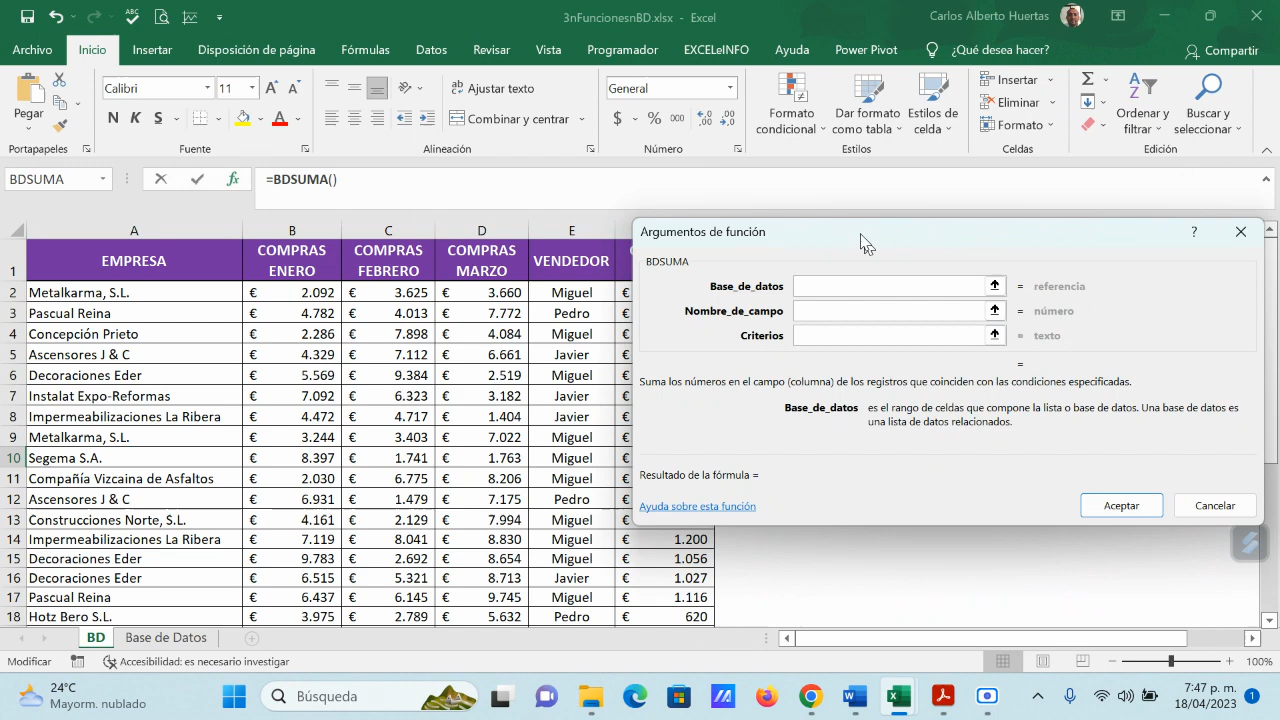 3nFuncionesnBD.xlsx - Excel
Carlos Alberto Huertas
Archivo Inicio Insertar Disposición de página Fórmulas Datos Revisar Vista Programador EXCELeINFO Ayuda Power Pivot ¿Qué desea hacer? Compartir
Pegar
Calibri 11
N K S
Fuente
Portapapeles
Ajustar texto
Combinar y centrar
Alineación
General
$ % 000
Número
Formato condicional
Dar formato como tabla
Estilos de celda
Estilos
Insertar
Eliminar
Formato
Celdas
Ordenar y filtrar
Buscar y seleccionar
Edición
BDSUMA
=BDSUMA()
A B C D E
1 EMPRESA COMPRAS ENERO COMPRAS FEBRERO COMPRAS MARZO VENDEDOR
2 Metalkarma, S.L. € 2.092 € 3.625 € 3.660 Miguel €
3 Pascual Reina € 4.782 € 4.013 € 7.772 Pedro €
4 Concepción Prieto € 2.286 € 7.898 € 4.084 Miguel €
5 Ascensores J & C € 4.329 € 7.112 € 6.661 Javier €
6 Decoraciones Eder € 5.569 € 9.384 € 2.519 Miguel €
7 Instalat Expo-Reformas € 7.092 € 6.323 € 3.182 Javier €
8 Impermeabilizaciones La Ribera € 4.472 € 4.717 € 1.404 Javier €
9 Metalkarma, S.L. € 3.244 € 3.403 € 7.022 Miguel €
10 Segema S.A. € 8.397 € 1.741 € 1.763 Miguel €
11 Compañía Vizcaina de Asfaltos € 2.030 € 6.775 € 8.206 Miguel €
12 Ascensores J & C € 6.931 € 1.479 € 7.175 Pedro €
13 Construcciones Norte, S.L. € 4.161 € 2.129 € 7.994 Miguel €
14 Impermeabilizaciones La Ribera € 7.119 € 8.041 € 8.830 Miguel € 1.200
15 Decoraciones Eder € 9.783 € 2.692 € 8.654 Miguel € 1.056
16 Decoraciones Eder € 6.515 € 5.321 € 8.713 Javier € 1.027
17 Pascual Reina € 6.437 € 6.145 € 9.745 Miguel € 1.116
18 Hotz Bero S.L. € 3.975 € 2.789 € 5.632 Pedro € 620
Argumentos de función ?
BDSUMA
Base_de_datos = referencia
Nombre_de_campo = número
Criterios = texto
=
Suma los números en el campo (columna) de los registros que coinciden con las condiciones especificadas.
Base_de_datos es el rango de celdas que compone la lista o base de datos. Una base de datos es
una lista de datos relacionados.
Resultado de la fórmula =
Ayuda sobre esta función
Aceptar Cancelar
BD Base de Datos
Modificar Accesibilidad: es necesario investigar 100%
24°C
Mayorm. nublado
Búsqueda
7:47 p. m.
18/04/2023
1